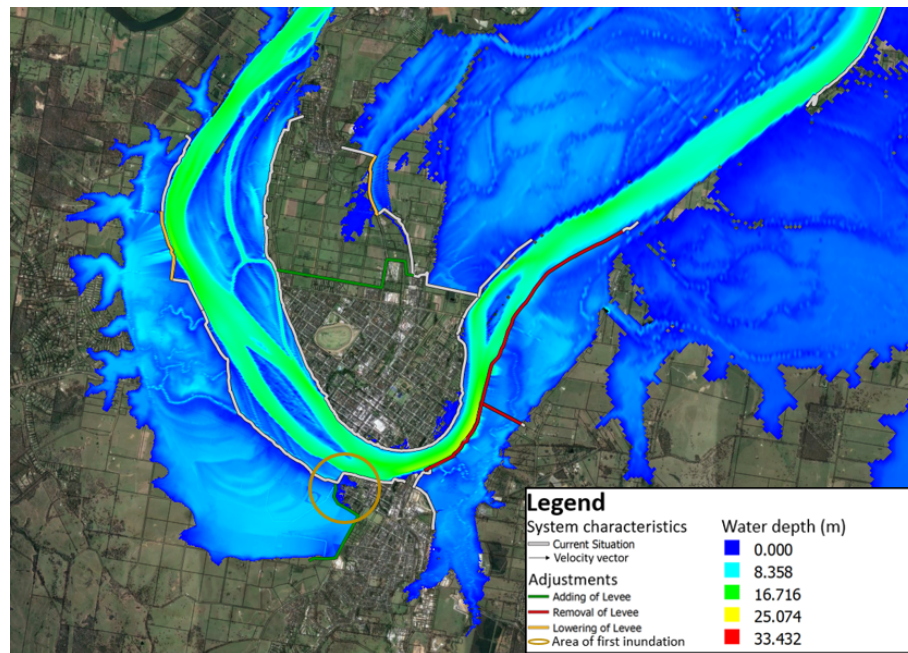 Legend
System characteristics
Current Situation
Velocity vector
Adjustments
Adding of Levee
Removal of Levee
Lowering of Levee
Area of first inundation
Water depth (m)
0.000
8.358
16.716
25.074
33.432